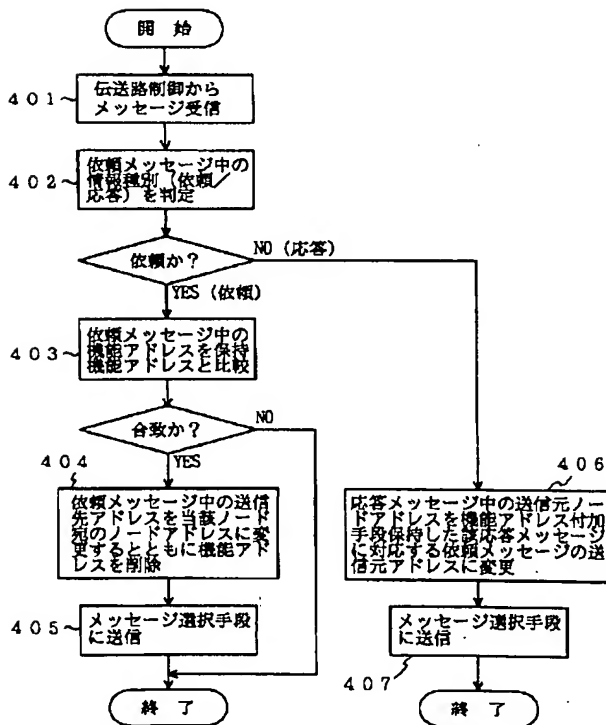 開 始
401
伝送路制御から
メッセージ受信
402
依頼メッセージ中の
情報種別（依頼／
応答）を判定
依頼か？
NO (応答)
YES (依頼)
403
依頼メッセージ中の
機能アドレスを保持
機能アドレスと比較
合致か？
NO
YES
404
依頼メッセージ中の送信
先アドレスを当該ノード
宛のノードアドレスに変
更するとともに機能アド
レスを削除
405
メッセージ選択手段
に送信
終 了
406
応答メッセージ中の送信元ノー
ドアドレスを機能アドレス付加
手段保持した該応答メッセージ
に対応する依頼メッセージの送
信元アドレスに変更
メッセージ選択手段
に送信
407
終 了